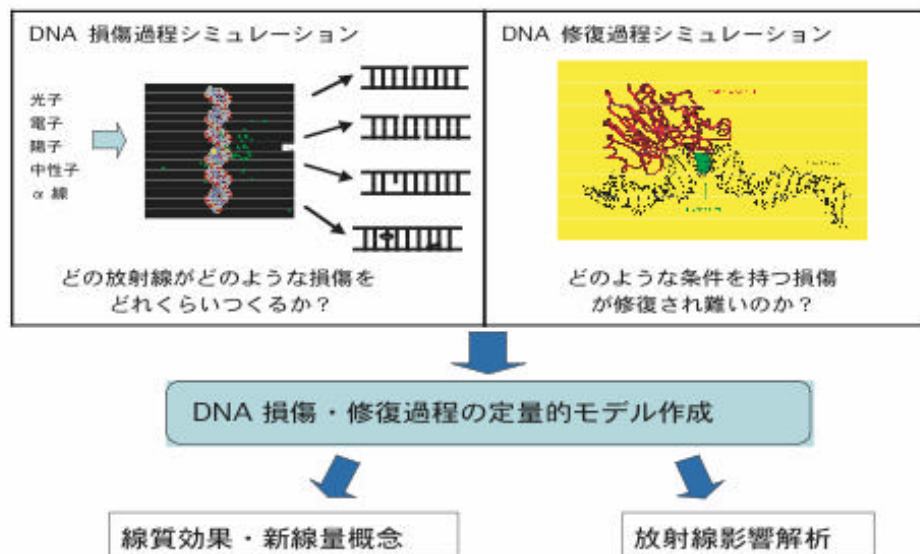 DNA 損傷過程シミュレーション
光子
電子
陽子
中性子
α 線
どの放射線がどのような損傷を
どれくらいつくるか？
DNA 修復過程シミュレーション
どのような条件を持つ損傷
が修復され難いのか？
DNA 損傷・修復過程の定量的モデル作成
線質効果・新線量概念
放射線影響解析